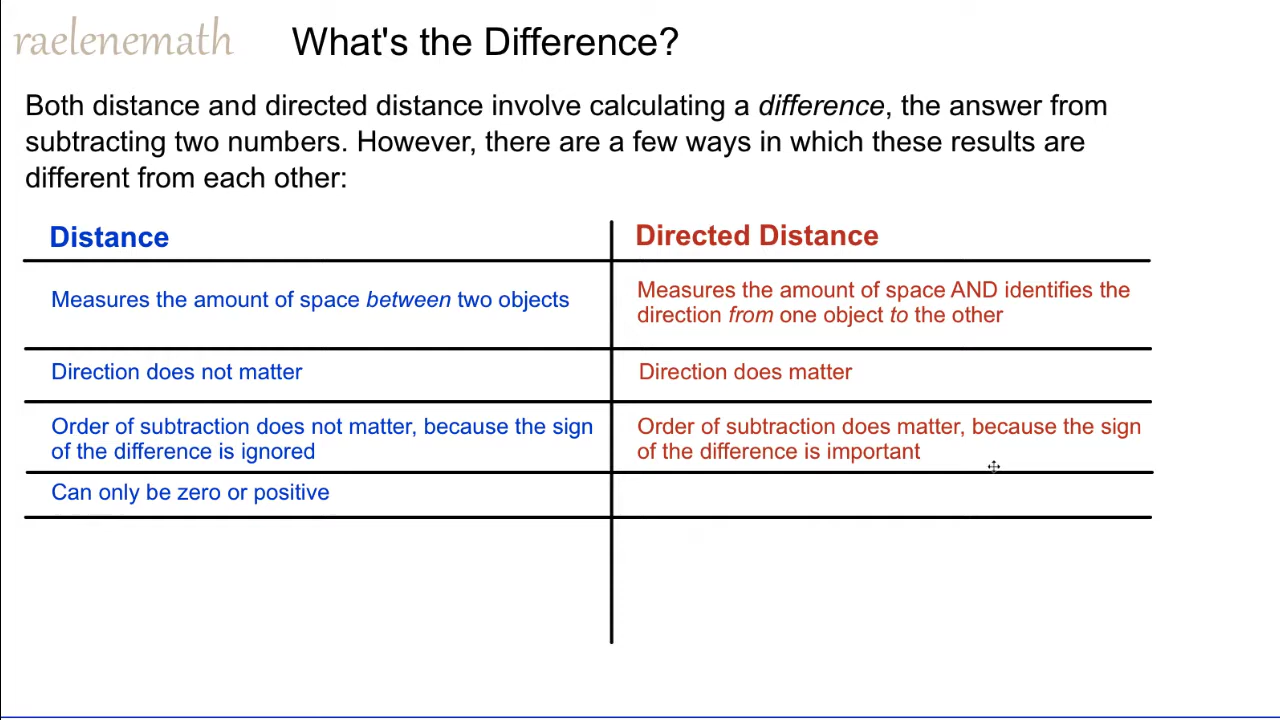 raelenemath
What's the Difference?
Both distance and directed distance involve calculating a difference, the answer from
subtracting two numbers. However, there are a few ways in which these results are
different from each other:
Distance
Directed Distance
Measures the amount of space between two objects
Measures the amount of space AND identifies the
direction from one object to the other
Direction does not matter
Direction does matter
Order of subtraction does not matter, because the sign
of the difference is ignored
Order of subtraction does matter, because the sign
of the difference is important
Can only be zero or positive